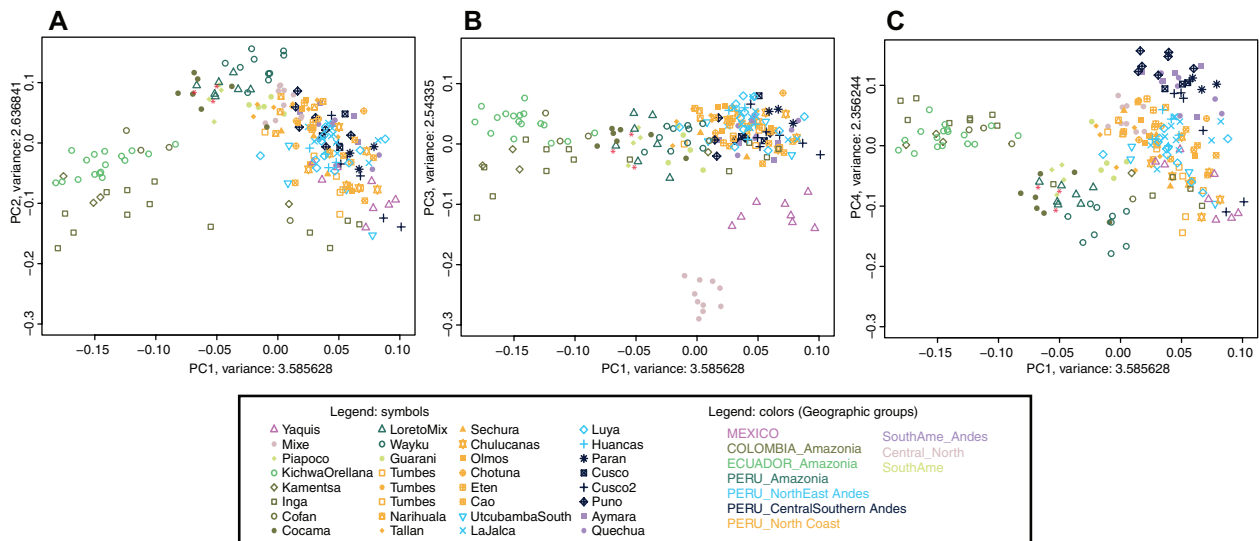 A
B
C
0.1
0.0
−0.1
−0.2
−0.3
PC2, variance:2.636841
−0.15
−0.10
−0.05
0.00
0.05
0.10
PC1, variance: 3.585628
0.1
0.0
−0.1
−0.2
−0.3
PC3, variance: 2.54335
−0.15
−0.10
−0.05
0.00
0.05
0.10
PC1, variance: 3.585628
0.1
0.0
−0.1
−0.2
−0.3
PC4, variance: 2.356244
−0.15
−0.10
−0.05
0.00
0.05
0.10
PC1, variance: 3.585628
Legend: symbols
Yaquis
Mixe
Piapoco
KichwaOrellana
Kamentsa
Inga
Cofan
Cocama
LoretoMix
Wayku
Guarani
Tumbes
Tumbes
Tumbes
Narihuala
Tallan
Sechura
Chulucanas
Olmos
Chotuna
Eten
Cao
UtcubambaSouth
LaJalca
Luya
Huancas
Paran
Cusco
Cusco2
Puno
Aymara
Quechua
Legend: colors (Geographic groups)
MEXICO
COLOMBIA_Amazonia
ECUADOR_Amazonia
PERU_Amazonia
PERU_NorthEast Andes
PERU_CentralSouthern Andes
PERU_North Coast
SouthAme_Andes
Central_North
SouthAme